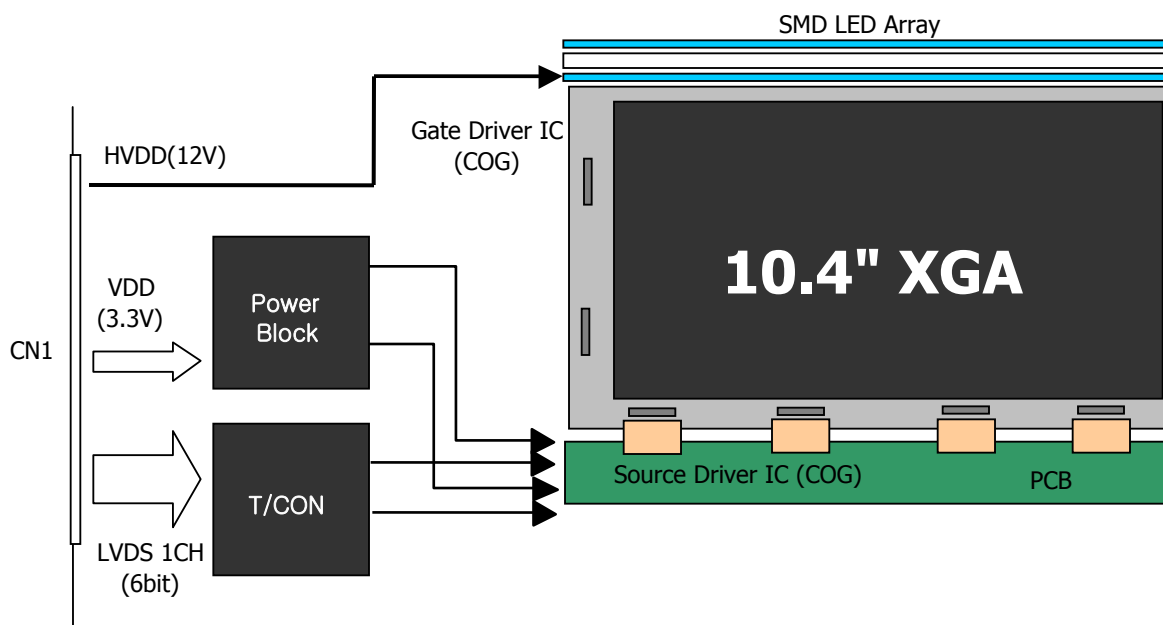 SMD LED Array
Gate Driver IC
(COG)
HVDD(12V)
10.4" XGA
VDD
(3.3V)
Power
Block
CN1
Source Driver IC (COG)
PCB
T/CON
LVDS 1CH
(6bit)